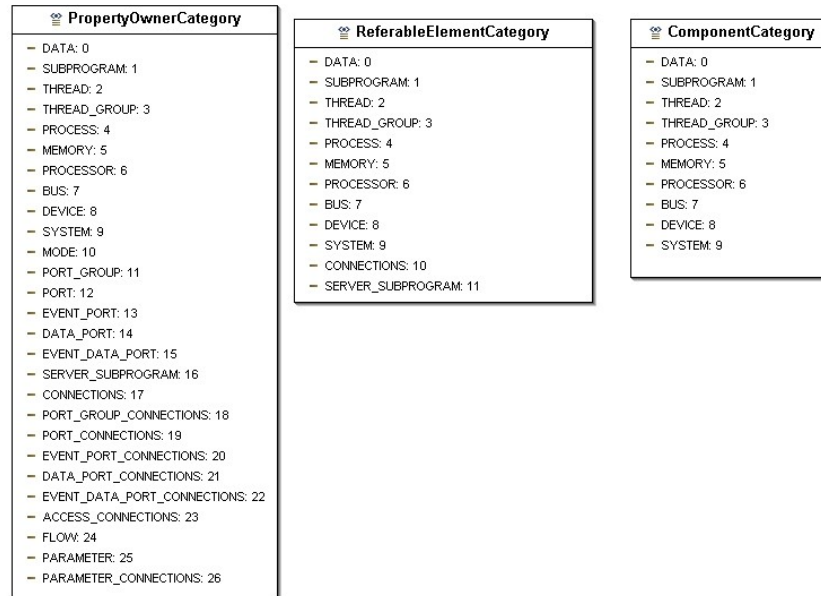 PropertyOwnerCategory
DATA: 0
SUBPROGRAM: 1
THREAD: 2
THREAD_GROUP: 3
PROCESS: 4
MEMORY: 5
PROCESSOR: 6
BUS: 7
DEVICE: 8
SYSTEM: 9
MODE: 10
PORT_GROUP: 11
PORT: 12
EVENT_PORT: 13
DATA_PORT: 14
EVENT_DATA_PORT: 15
SERVER_SUBPROGRAM: 16
CONNECTIONS: 17
PORT_GROUP_CONNECTIONS: 18
PORT_CONNECTIONS: 19
EVENT_PORT_CONNECTIONS: 20
DATA_PORT_CONNECTIONS: 21
EVENT_DATA_PORT_CONNECTIONS: 22
ACCESS_CONNECTIONS: 23
FLOW: 24
PARAMETER: 25
PARAMETER_CONNECTIONS: 26
ReferableElementCategory
DATA: 0
SUBPROGRAM: 1
THREAD: 2
THREAD_GROUP: 3
PROCESS: 4
MEMORY: 5
PROCESSOR: 6
BUS: 7
DEVICE: 8
SYSTEM: 9
CONNECTIONS: 10
SERVER_SUBPROGRAM: 11
ComponentCategory
DATA: 0
SUBPROGRAM: 1
THREAD: 2
THREAD_GROUP: 3
PROCESS: 4
MEMORY: 5
PROCESSOR: 6
BUS: 7
DEVICE: 8
SYSTEM: 9